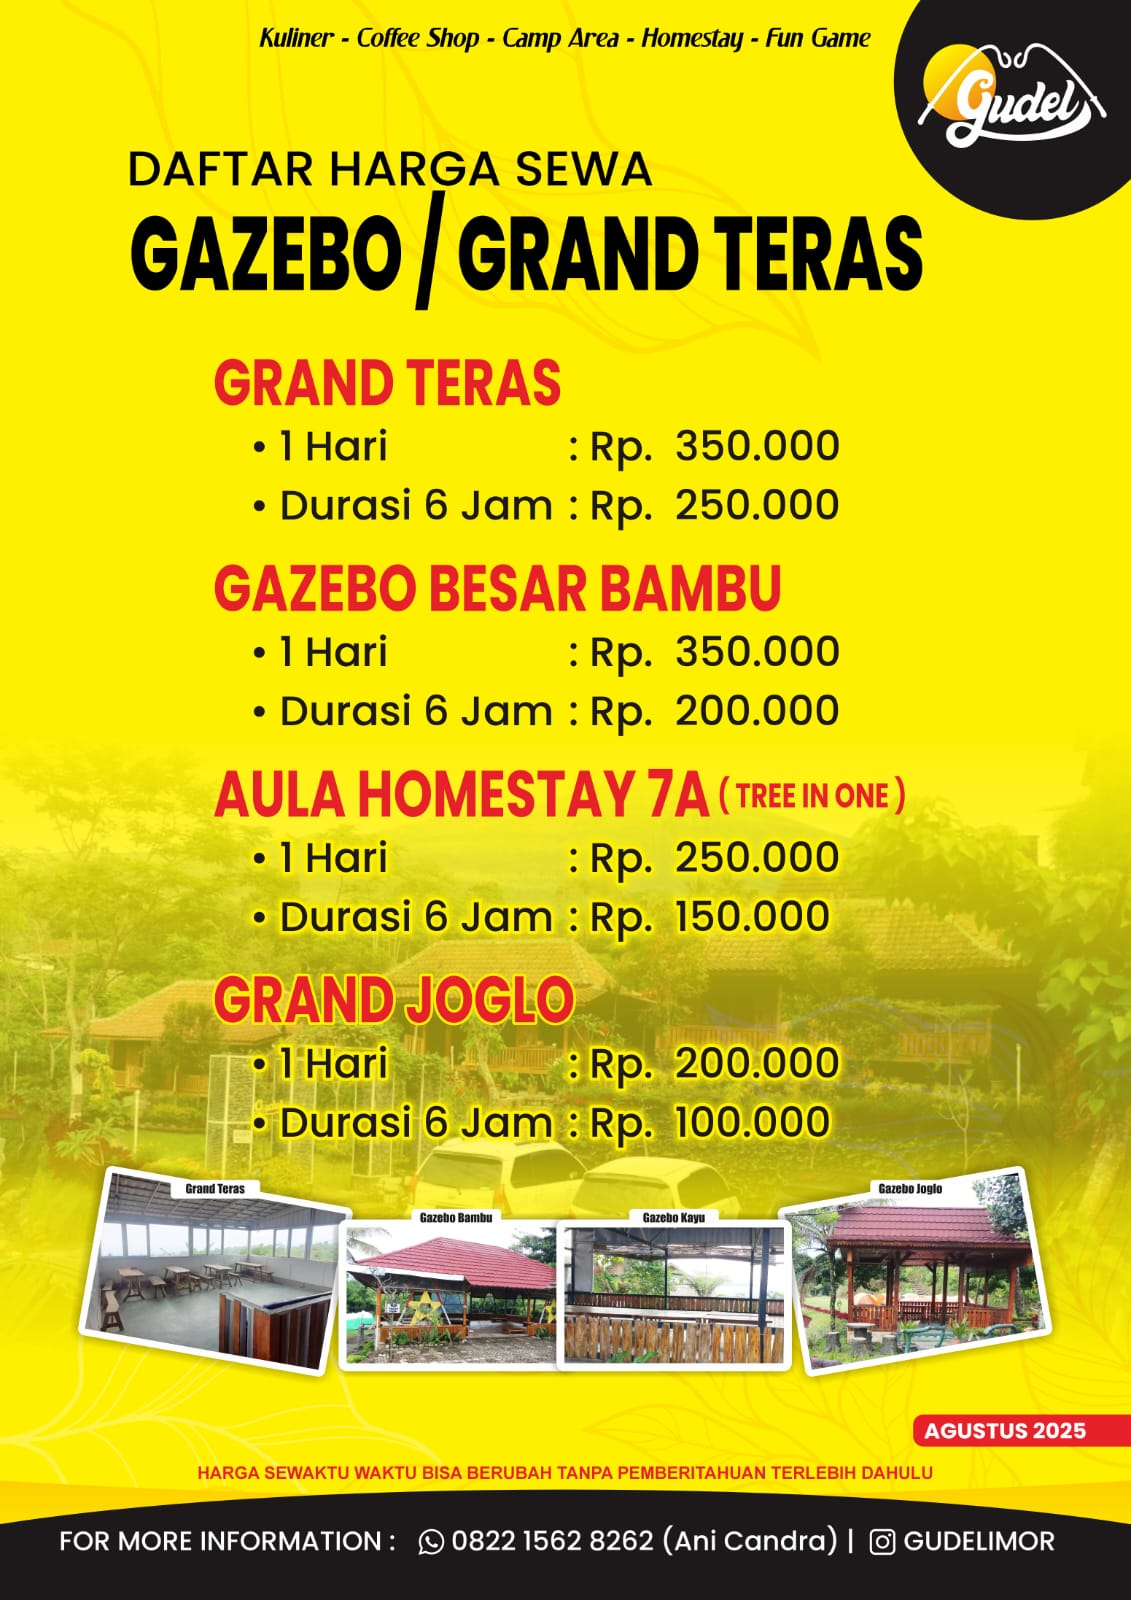 Kuliner - Coffee Shop - Camp Area - Homestay - Fun Game
Gudel
DAFTAR HARGA SEWA
GAZEBO / GRAND TERAS
GRAND TERAS
• 1 Hari : Rp. 350.000
• Durasi 6 Jam : Rp. 250.000
GAZEBO BESAR BAMBU
• 1 Hari : Rp. 350.000
• Durasi 6 Jam : Rp. 200.000
AULA HOMESTAY 7A ( TREE IN ONE )
• 1 Hari : Rp. 250.000
• Durasi 6 Jam : Rp. 150.000
GRAND JOGLO
• 1 Hari : Rp. 200.000
• Durasi 6 Jam : Rp. 100.000
Grand Teras
Gazebo Bambu
Gazebo Kayu
Gazebo Joglo
AGUSTUS 2025
HARGA SEWAKTU WAKTU BISA BERUBAH TANPA PEMBERITAHUAN TERLEBIH DAHULU
FOR MORE INFORMATION : 0822 1562 8262 (Ani Candra) | GUDELIMOR